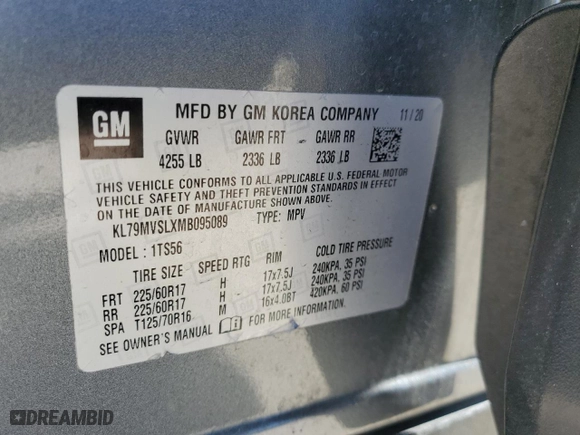 GM
MFD BY GM KOREA COMPANY 11/20
GVWR GAWR FRT GAWR RR
4255 LB 2336 LB 2336 LB
THIS VEHICLE CONFORMS TO ALL APPLICABLE U.S. FEDERAL MOTOR
VEHICLE SAFETY AND THEFT PREVENTION STANDARDS IN EFFECT
ON THE DATE OF MANUFACTURE SHOWN ABOVE.
KL79MVSLXMB095089 TYPE: MPV
MODEL: 1TS56
TIRE SIZE SPEED RTG RIM COLD TIRE PRESSURE
FRT 225/60R17 H 17x7.5J 240KPA, 35 PSI
RR 225/60R17 H 17x7.5J 240KPA, 35 PSI
SPA T125/70R16 M 16x4.0BT 420KPA, 60 PSI
SEE OWNER'S MANUAL FOR MORE INFORMATION.
DREAMBID